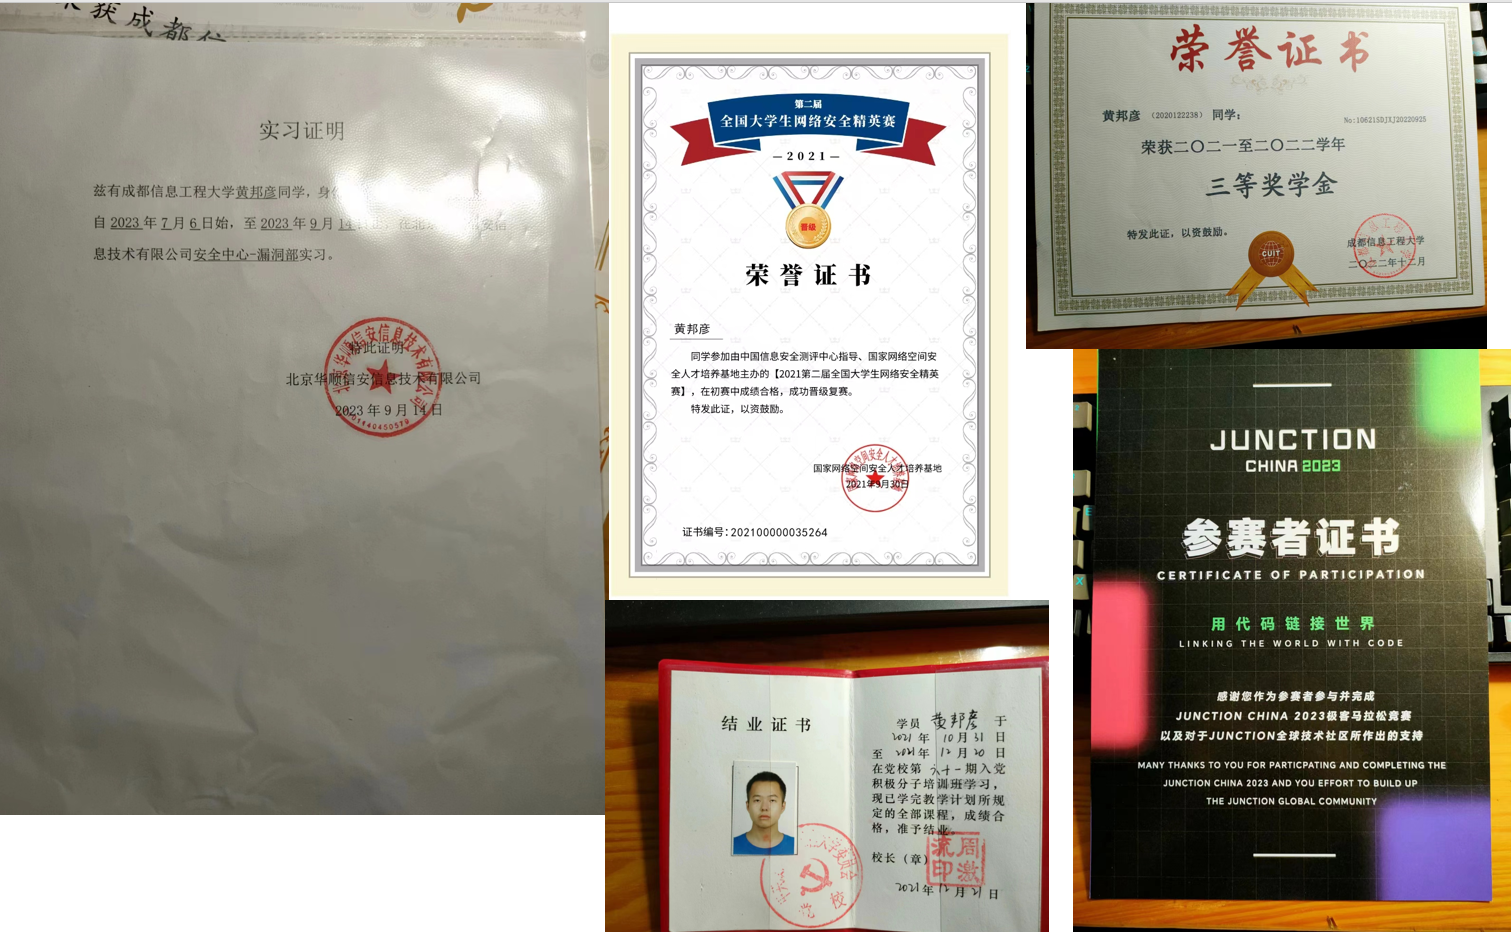 荣获成都信
实习证明
兹有成都信息工程大学黄邦彦同学，身
自 2023 年 7 月 6 日始，至 2023 年 9 月 14 日止，在北
息技术有限公司安全中心-漏洞部实习。
特此证明
北京华顺信安信息技术有限公司
2023 年 9 月 14 日
第二届
全国大学生网络安全精英赛
—2021—
晋级
荣誉证书
黄邦彦
同学参加由中国信息安全测评中心指导、国家网络空间安
全人才培养基地主办的【2021第二届全国大学生网络安全精英
赛】，在初赛中成绩合格，成功晋级复赛。
特发此证，以资鼓励。
国家网络空间安全人才培养基地
2021年9月30日
证书编号：202100000035264
荣誉证书
黄邦彦 （2020122238） 同学：
No:10621SDJXJ20220925
荣获二〇二一至二〇二二学年
三等奖学金
特发此证，以资鼓励。
CUIT
成都信息工程大学
二〇二二年十二月
结业证书
学员 黄邦彦 于
2021 年 10 月 31 日
至 2021 年 12 月 20 日
在党校第六十一期入党
积极分子培训班学习，
现已学完教学计划所规
定的全部课程，成绩合
格，准予结业。
校长（章）
周激流印
2021 年 12 月 21 日
党校
JUNCTION
CHINA 2023
参赛者证书
CERTIFICATE OF PARTICIPATION
用代码链接世界
LINKING THE WORLD WITH CODE
感谢您作为参赛者参与并完成
JUNCTION CHINA 2023极客马拉松竞赛
以及对于JUNCTION全球技术社区所作出的支持
MANY THANKS TO YOU FOR PARTICPATING AND COMPLETING THE
JUNCTION CHINA 2023 AND YOU EFFORT TO BUILD UP
THE JUNCTION GLOBAL COMMUNITY